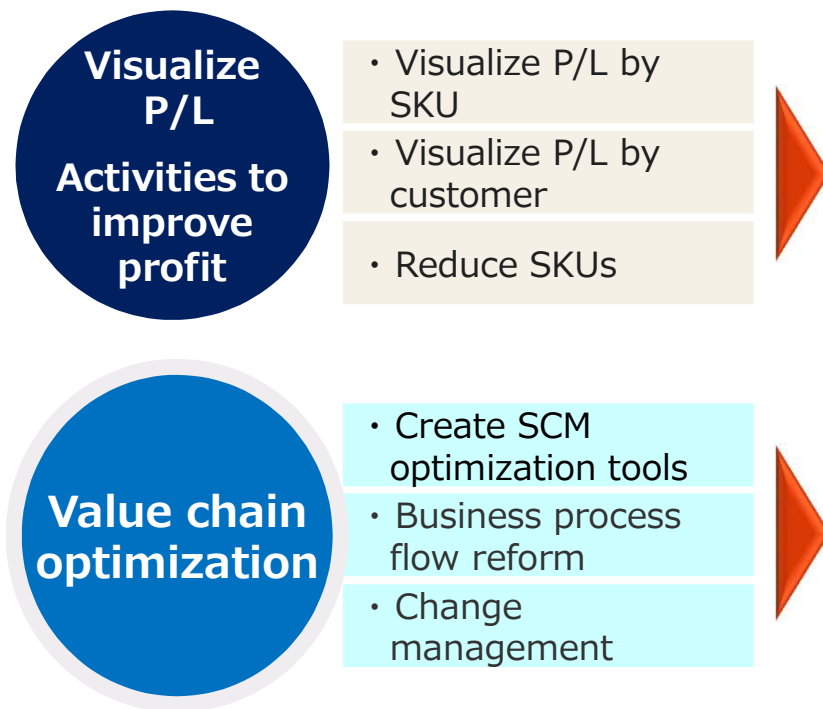 Visualize
P/L
Activities to
improve
profit
・Visualize P/L by
SKU
・Visualize P/L by
customer
・Reduce SKUs
Value chain
optimization
・Create SCM
optimization tools
・Business process
flow reform
・Change
management